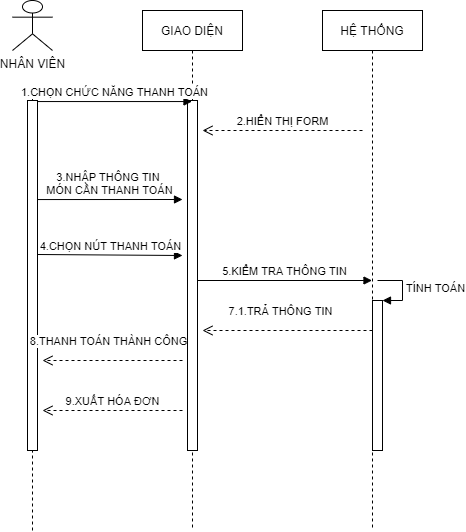 GIAO DIỆN
HỆ THỐNG
NHÂN VIÊN
1.CHỌN CHỨC NĂNG THANH TOÁN
2.HIỂN THỊ FORM
3.NHẬP THÔNG TIN
MÓN CẦN THANH TOÁN
4.CHỌN NÚT THANH TOÁN
5.KIỂM TRA THÔNG TIN
TÍNH TOÁN
7.1.TRẢ THÔNG TIN
8.THANH TOÁN THÀNH CÔNG
9.XUẤT HÓA ĐƠN